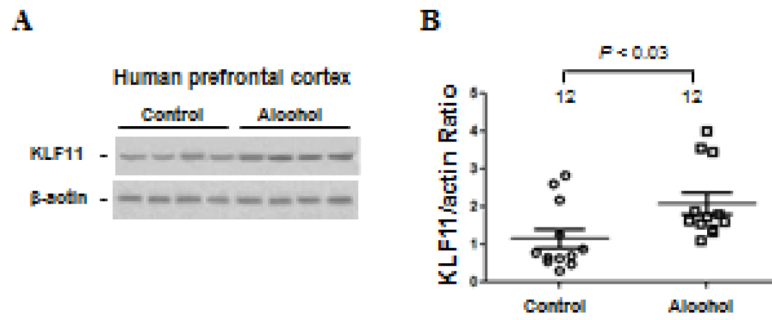 A
Human prefrontal cortex
Control Alcohol
KLF11 -
β-actin -
B
P < 0.03
12 12
KLF11/actin Ratio
5
4
3
2
1
0
Control Alcohol